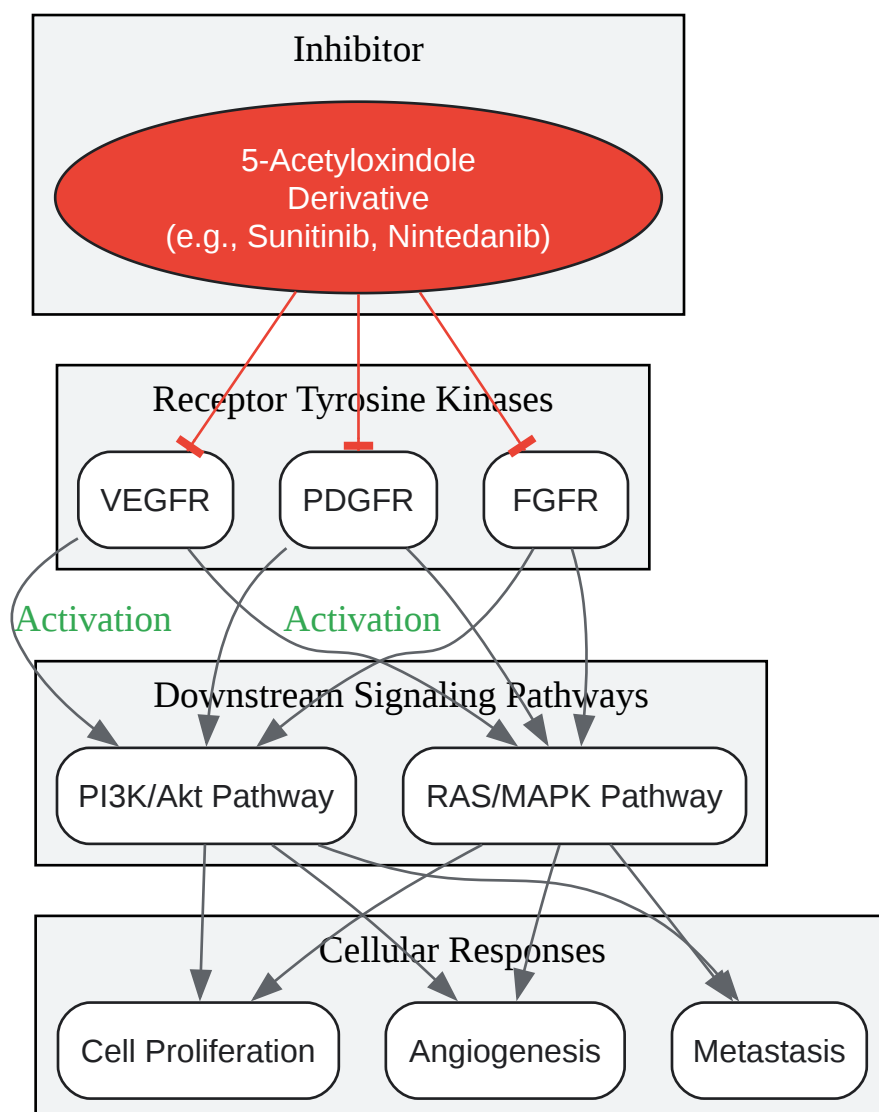 Inhibitor
5-Acetyloxindole
Derivative
(e.g., Sunitinib, Nintedanib)
Receptor Tyrosine Kinases
VEGFR
PDGFR
FGFR
Activation
Activation
Downstream Signaling Pathways
PI3K/Akt Pathway
RAS/MAPK Pathway
Cellular Responses
Cell Proliferation
Angiogenesis
Metastasis